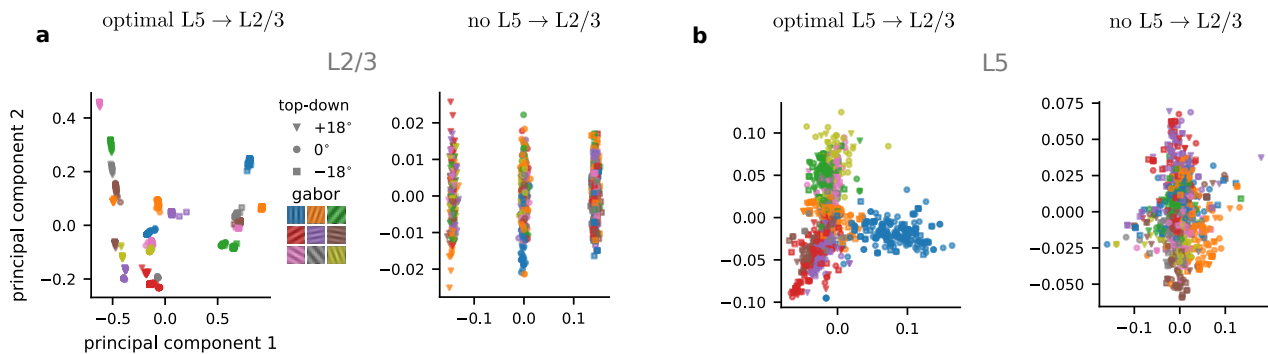 optimal L5 → L2/3
no L5 → L2/3
optimal L5 → L2/3
no L5 → L2/3
a
b
L2/3
L5
principal component 2
0.4
0.2
0.0
−0.2
−0.5
0.0
0.5
principal component 1
top-down
+18°
0°
−18°
gabor
0.02
0.01
0.00
−0.01
−0.02
−0.1
0.0
0.1
0.10
0.05
0.00
−0.05
−0.10
0.0
0.1
0.075
0.050
0.025
0.000
−0.025
−0.050
−0.1
0.0
0.1